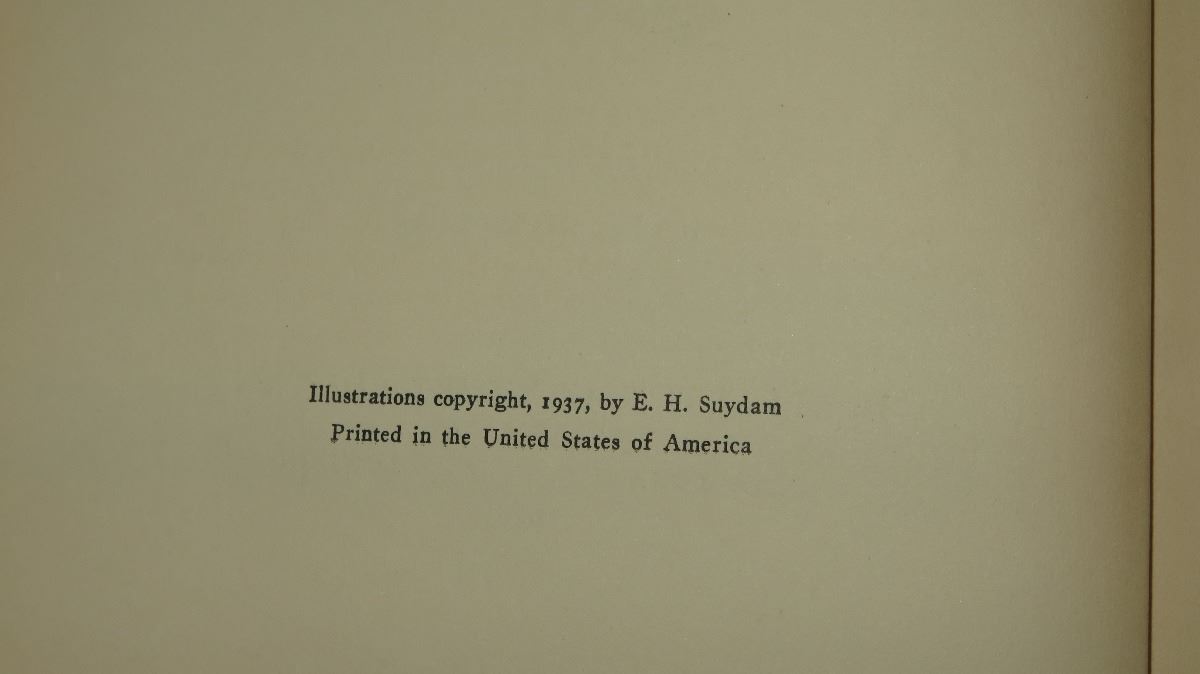 Illustrations copyright, 1937, by E. H. Suydam
Printed in the United States of America